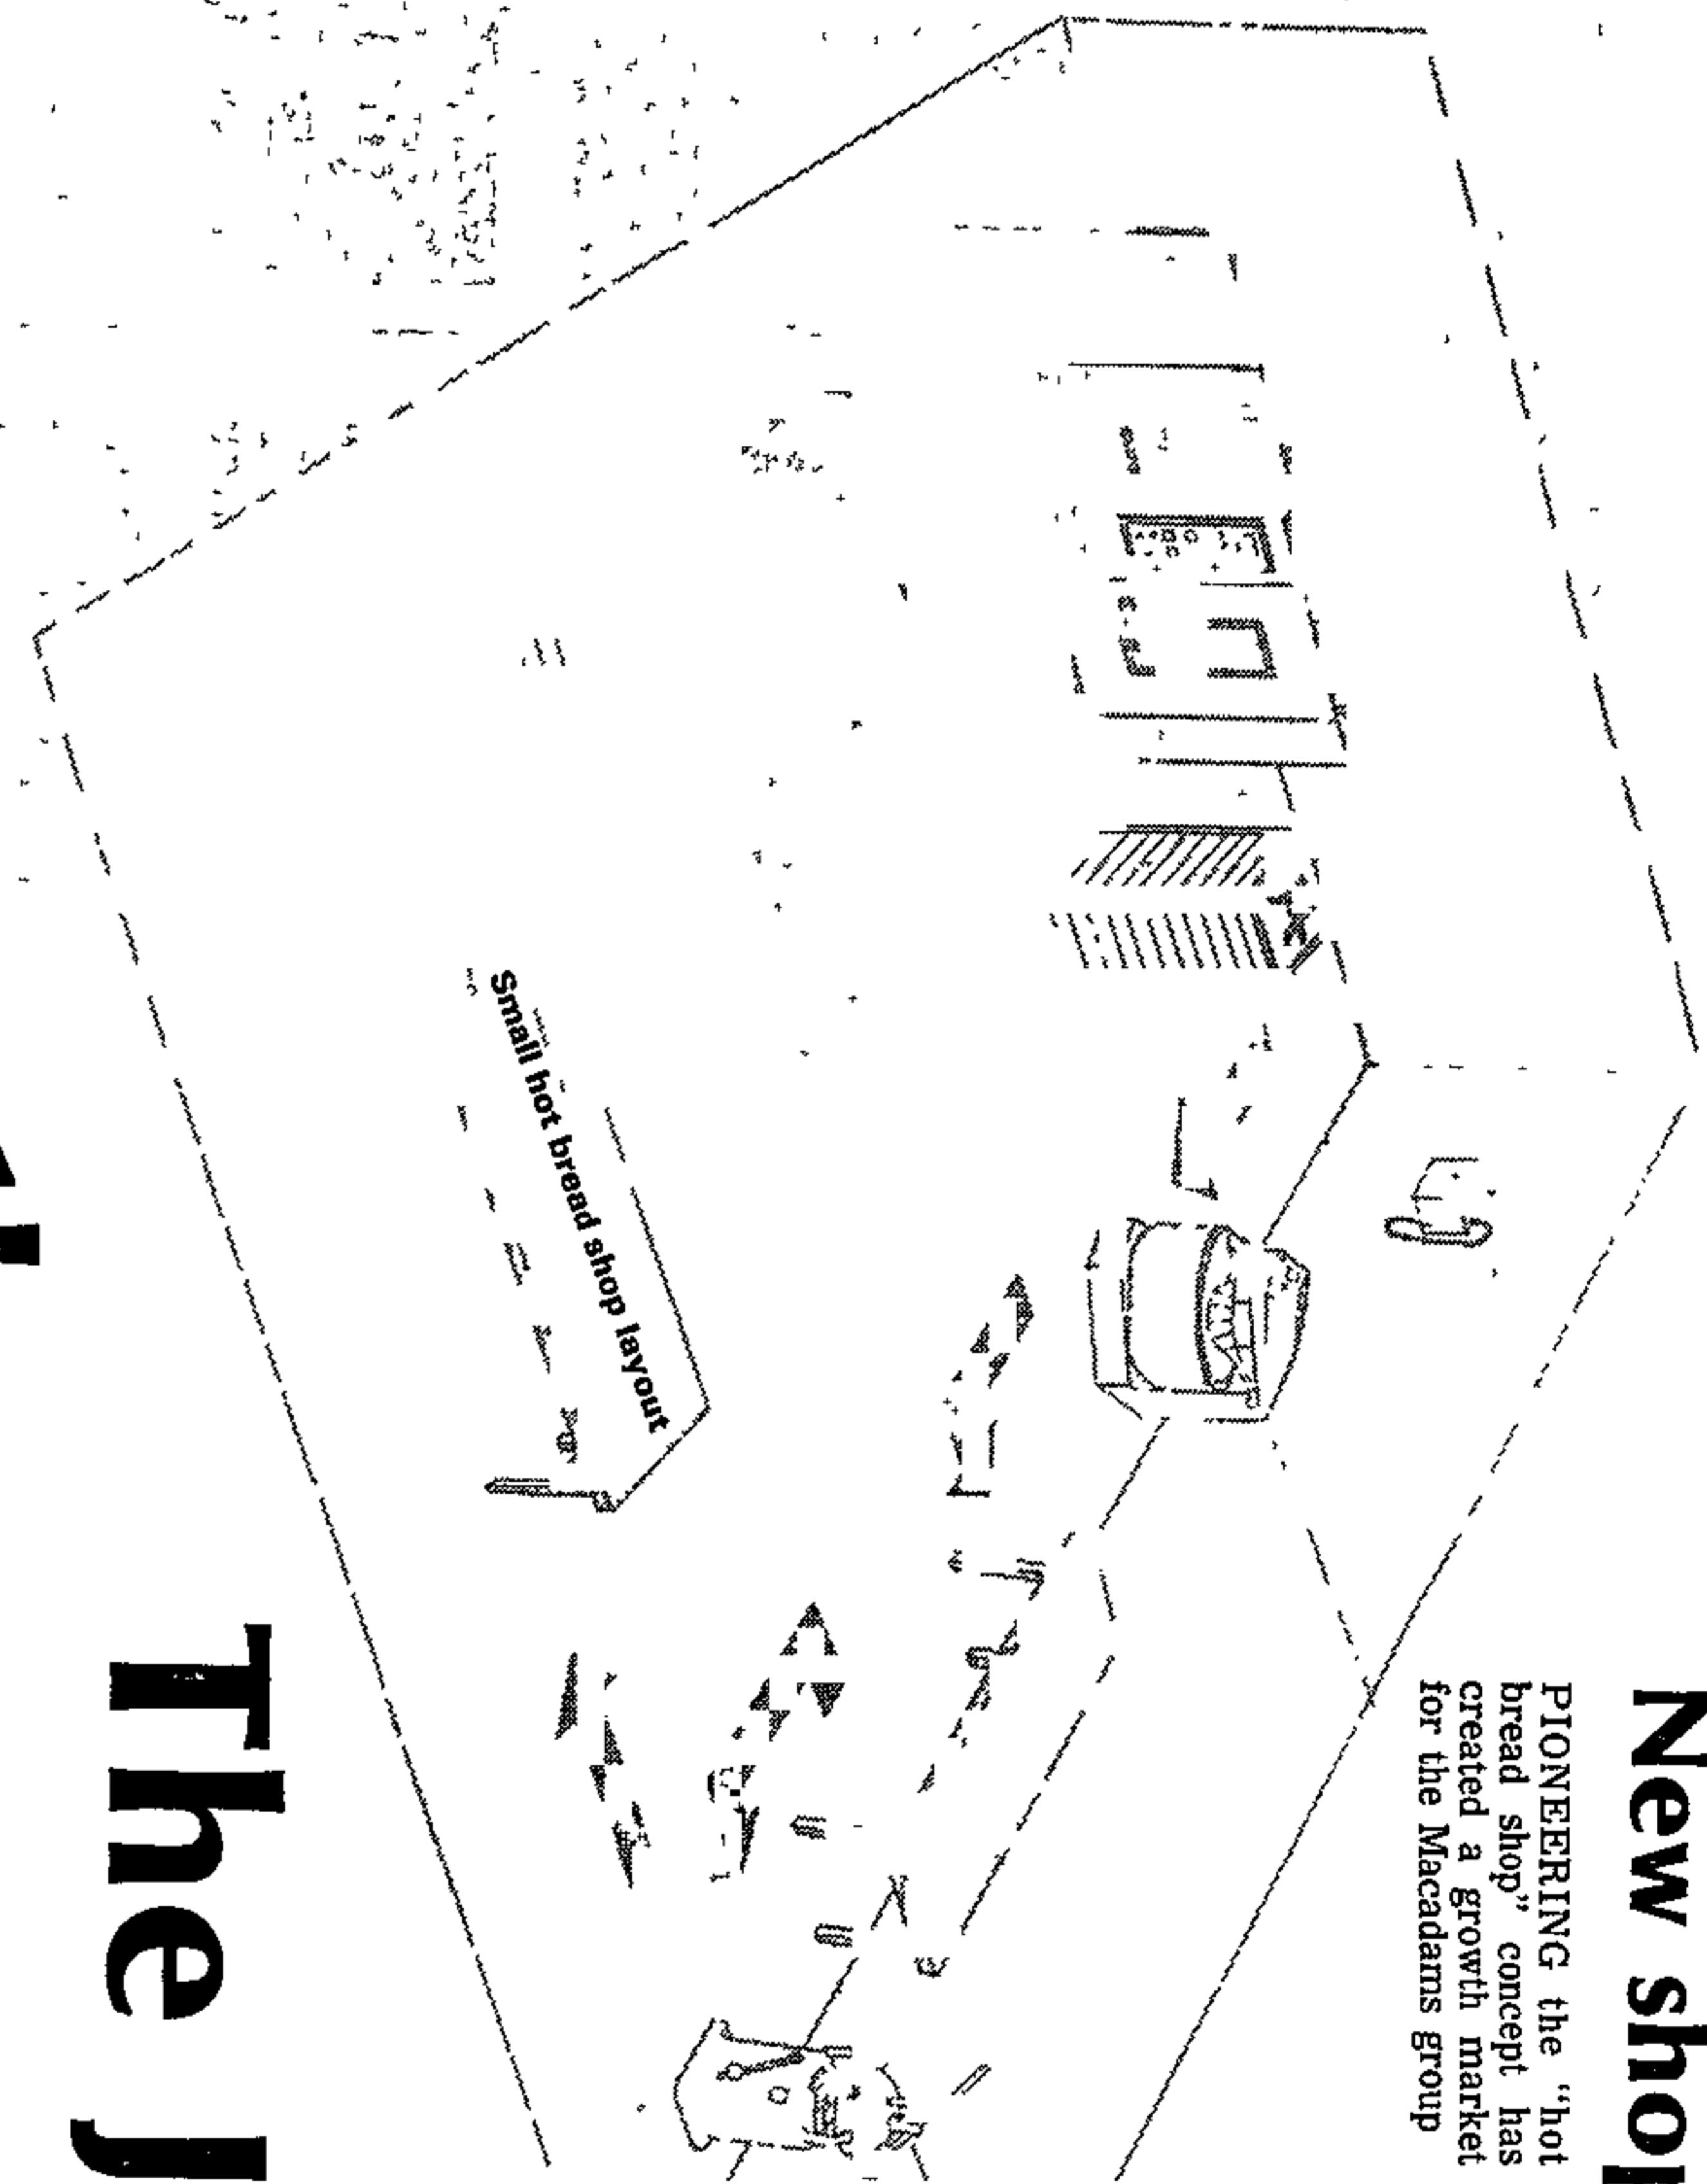 New shop
PIONEERING the “hot
bread shop” concept has
created a growth market
for the Macadams group
Small hot bread shop layout
The J